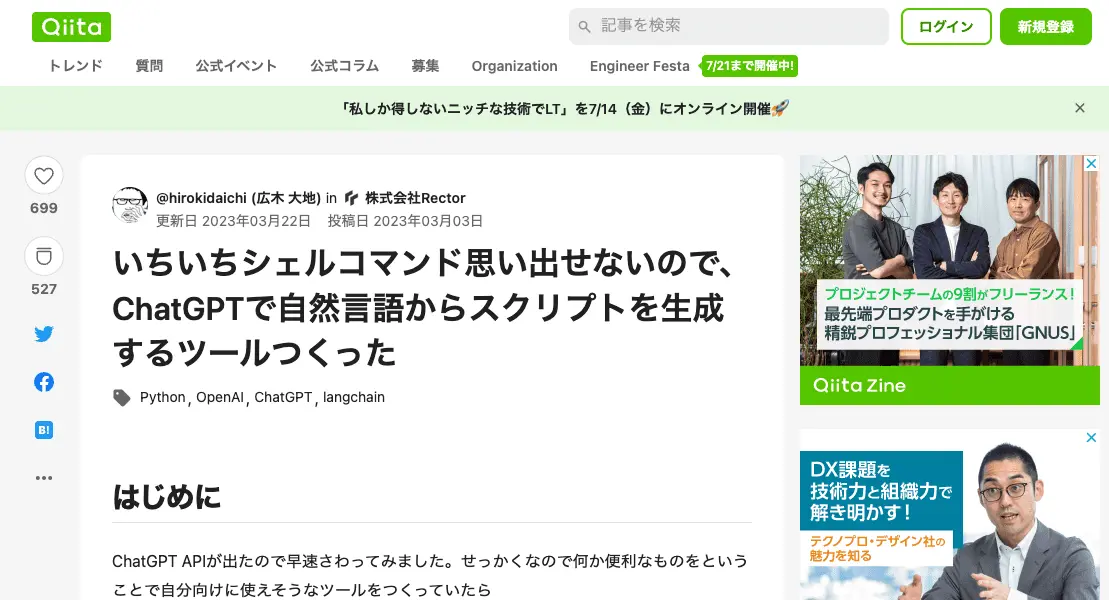 Qiita
記事を検索
ログイン
新規登録
トレンド
質問
公式イベント
公式コラム
募集
Organization
Engineer Festa
7/21まで開催中!
「私しか得しないニッチな技術でLT」を7/14（金）にオンライン開催🚀
699
527
B!
@hirokidaichi (広木 大地) in 株式会社Rector
更新日 2023年03月22日 投稿日 2023年03月03日
いちいちシェルコマンド思い出せないので、
ChatGPTで自然言語からスクリプトを生成
するツールつくった
Python, OpenAI, ChatGPT, langchain
はじめに
ChatGPT APIが出たので早速さわってみました。せっかくなので何か便利なものをという
ことで自分向けに使えそうなツールをつくっていたら
プロジェクトチームの9割がフリーランス！
最先端プロダクトを手がける
精鋭プロフェッショナル集団「GNUS」
Qiita Zine
DX課題を
技術力と組織力で
解き明かす！
テクノプロ・デザイン社の
魅力を知る